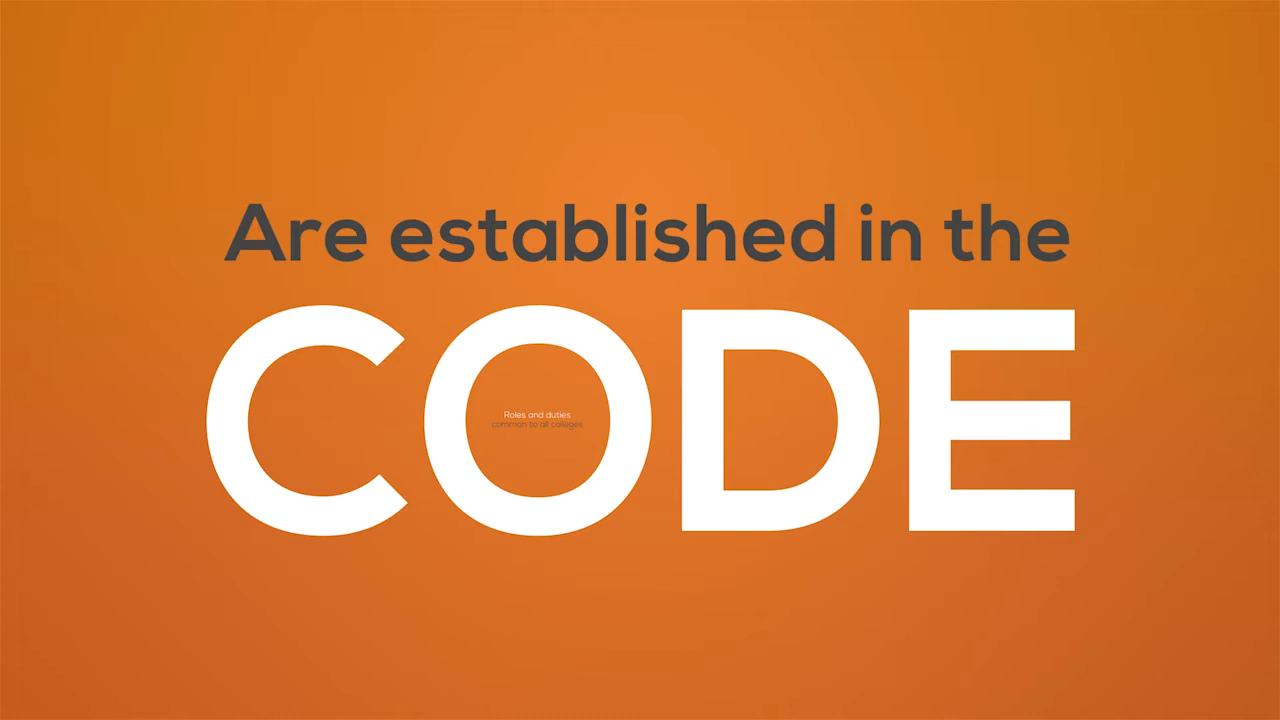 Are established in the
CODE
Roles and duties
common to all colleges